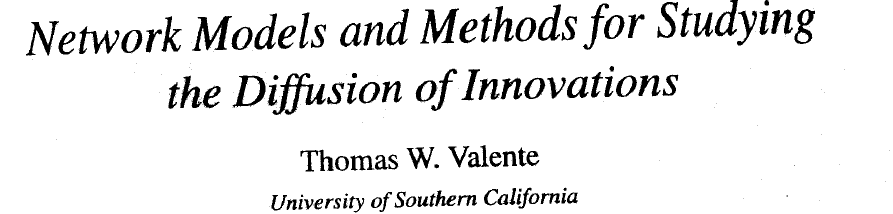 Network Models and Methods for Studying
the Diffusion of Innovations
Thomas W. Valente
University of Southern California